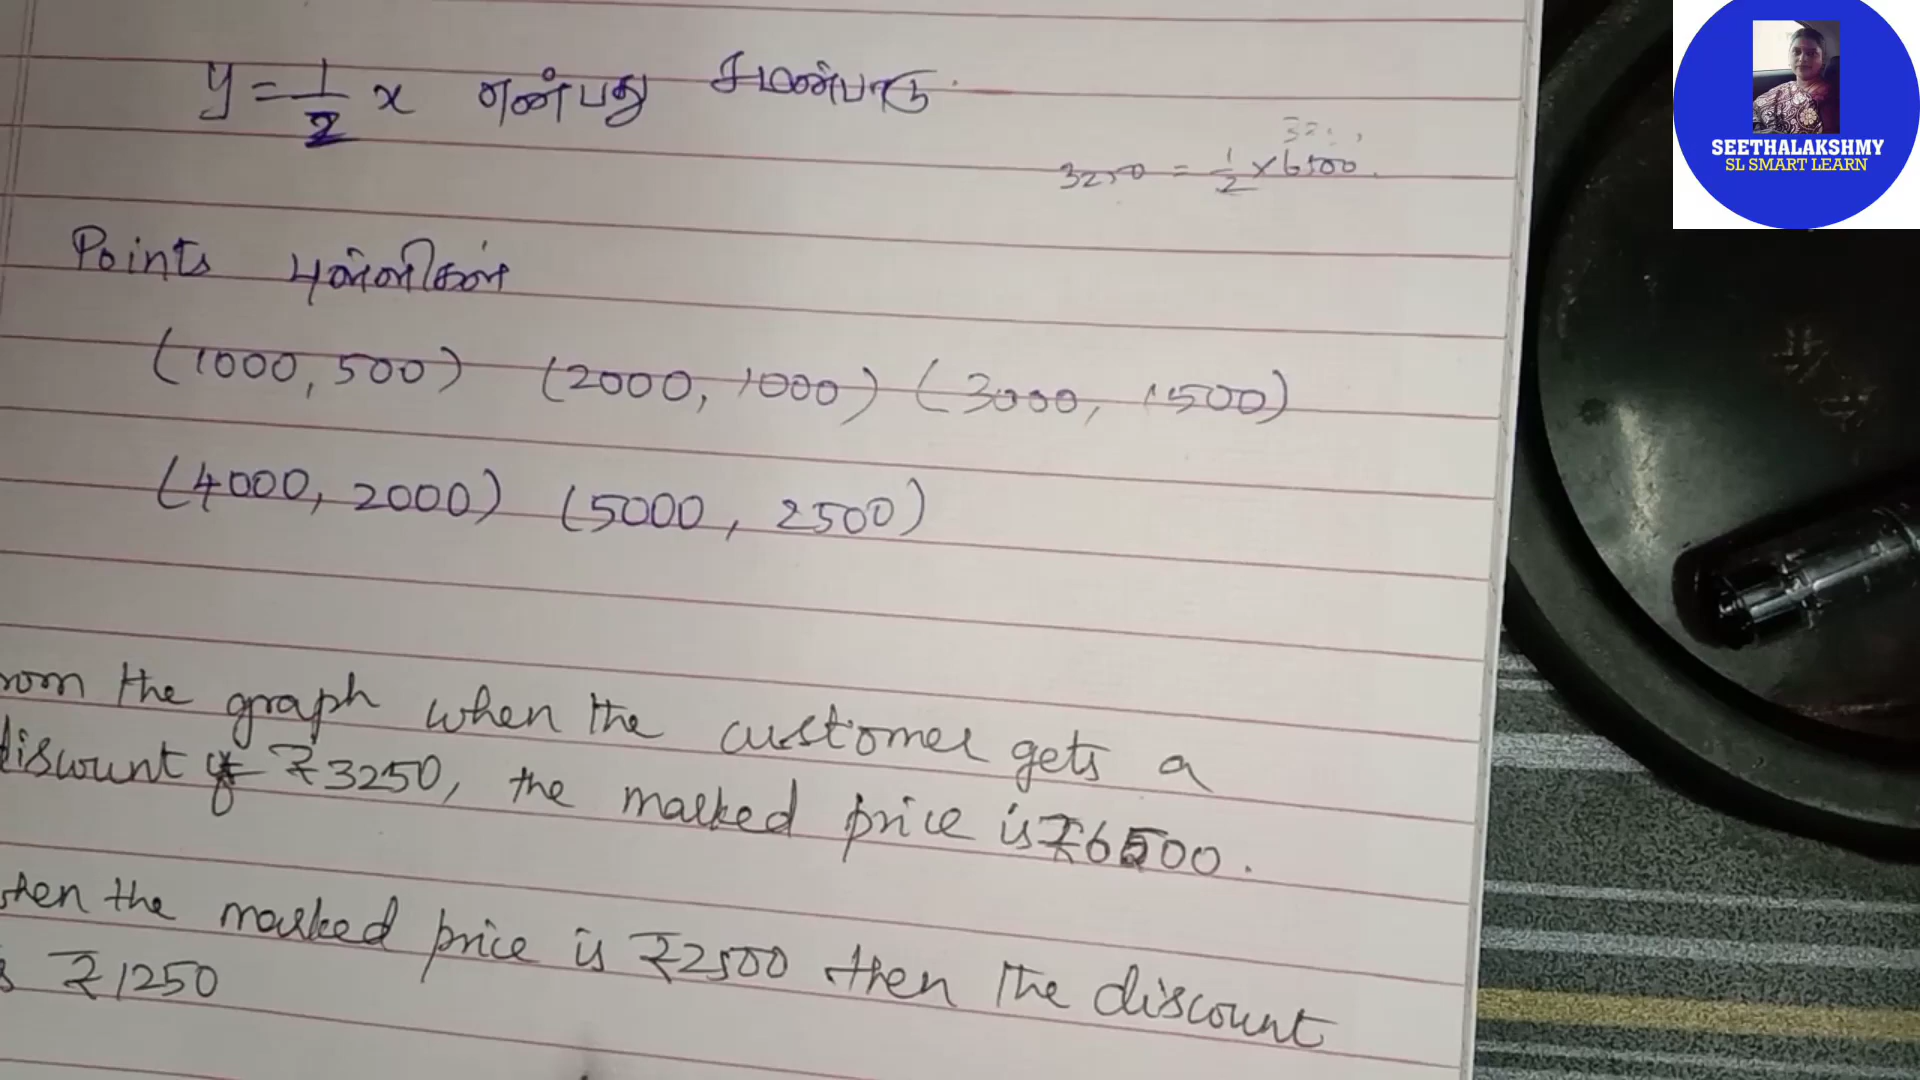 y = 1/2 x என்பது சமன்பாடு.
3250 = 1/2 × 6500.
Points புள்ளிகள்
(1000, 500) (2000, 1000) (3000, 1500)
(4000, 2000) (5000, 2500)
rom the graph when the customer gets a
discount of ₹3250, the marked price is ₹6500.
hen the marked price is ₹2500 then the discount
s ₹1250
SEETHALAKSHMY
SL SMART LEARN